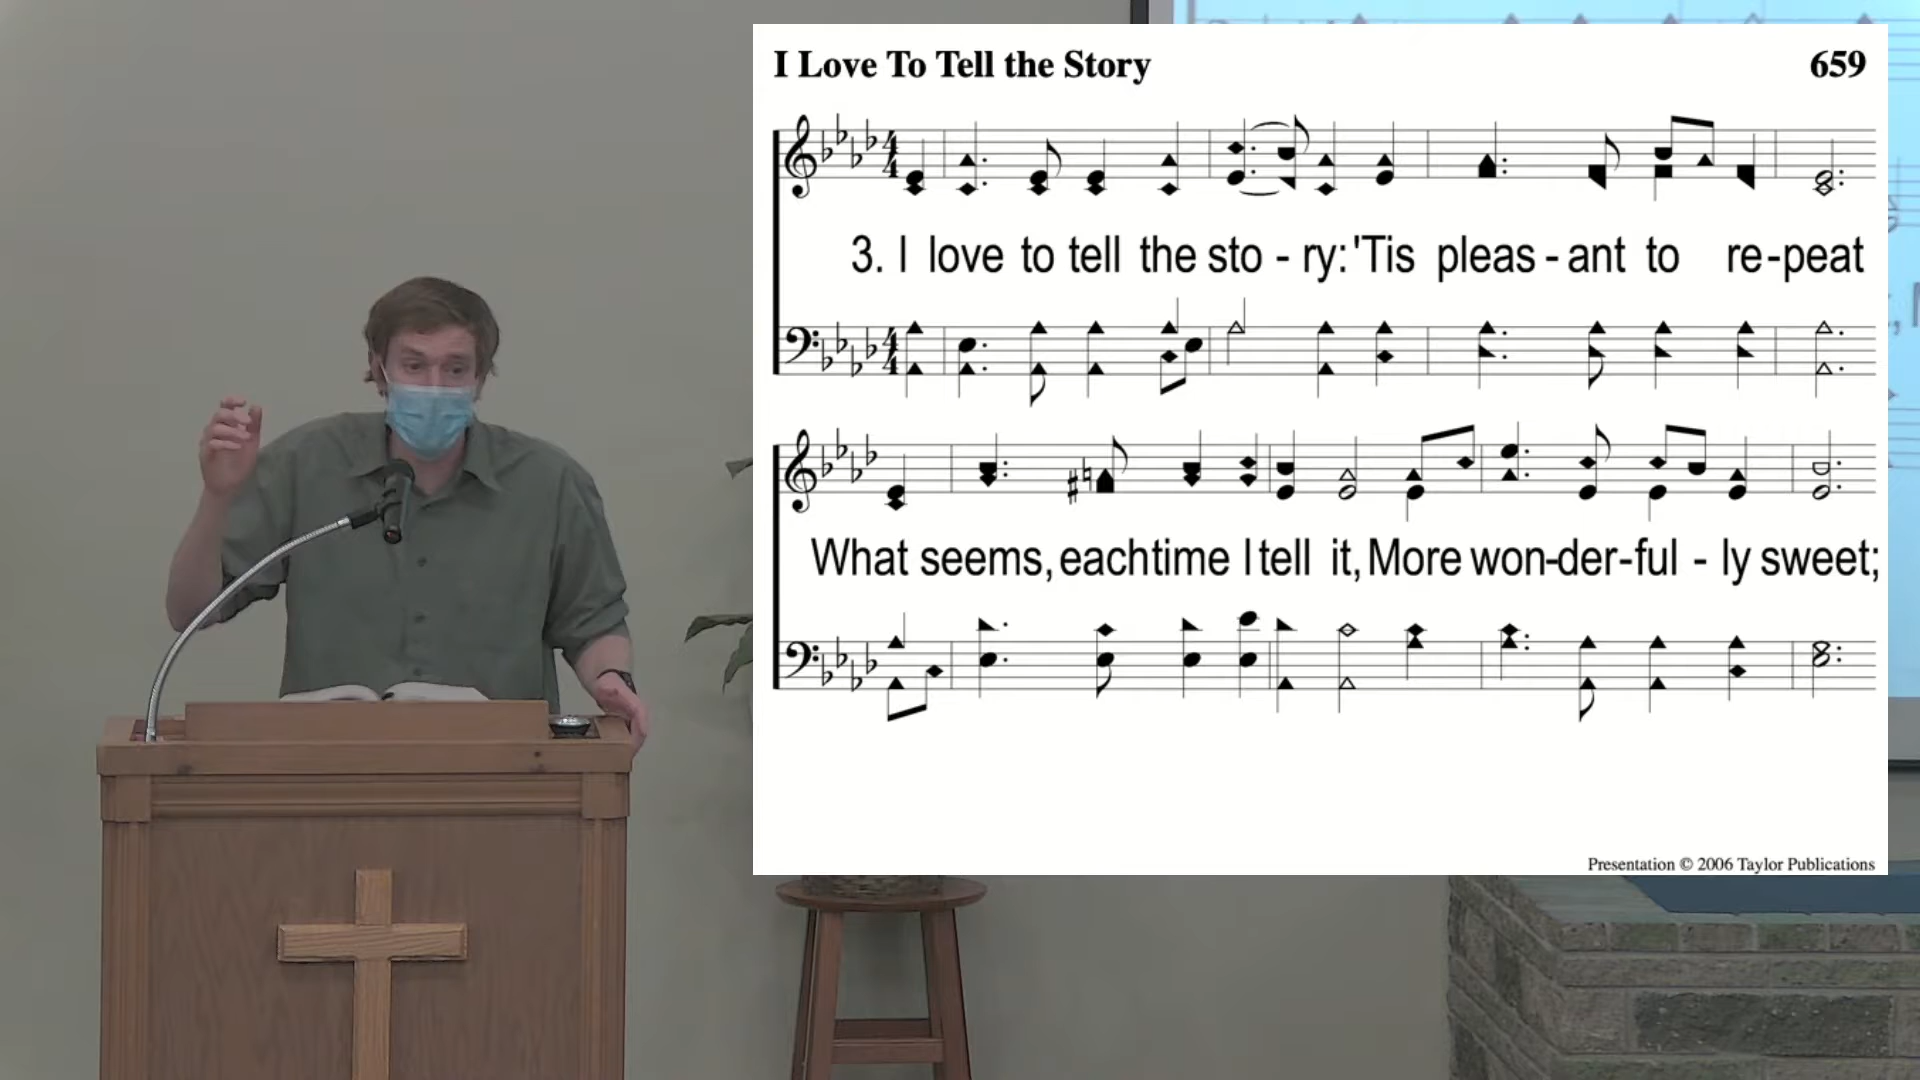 I Love To Tell the Story 659
3. I love to tell the sto - ry: 'Tis pleas - ant to re - peat
What seems, each time I tell it, More won - der - ful - ly sweet;
Presentation © 2006 Taylor Publications